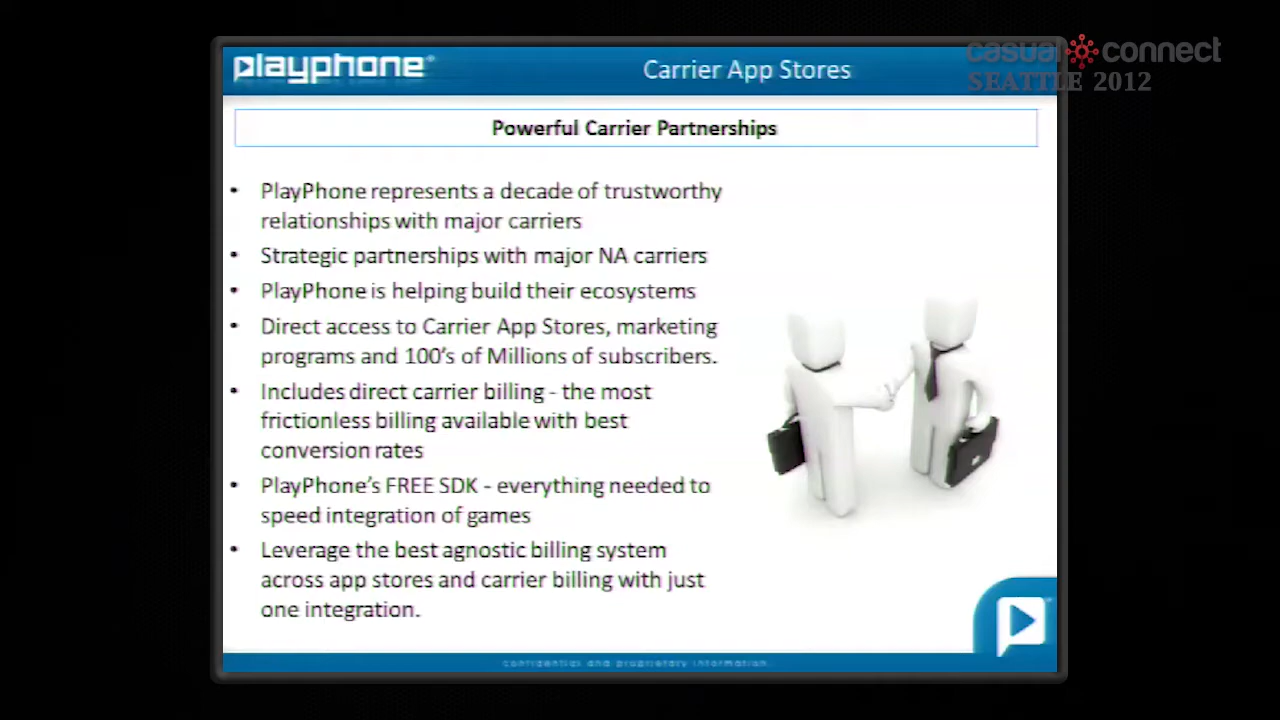 playphone
Carrier App Stores
casual connect
SEATTLE 2012
Powerful Carrier Partnerships
• PlayPhone represents a decade of trustworthy
relationships with major carriers
• Strategic partnerships with major NA carriers
• PlayPhone is helping build their ecosystems
• Direct access to Carrier App Stores, marketing
programs and 100's of Millions of subscribers.
• Includes direct carrier billing - the most
frictionless billing available with best
conversion rates
• PlayPhone's FREE SDK - everything needed to
speed integration of games
• Leverage the best agnostic billing system
across app stores and carrier billing with just
one integration.
confidential and proprietary information.